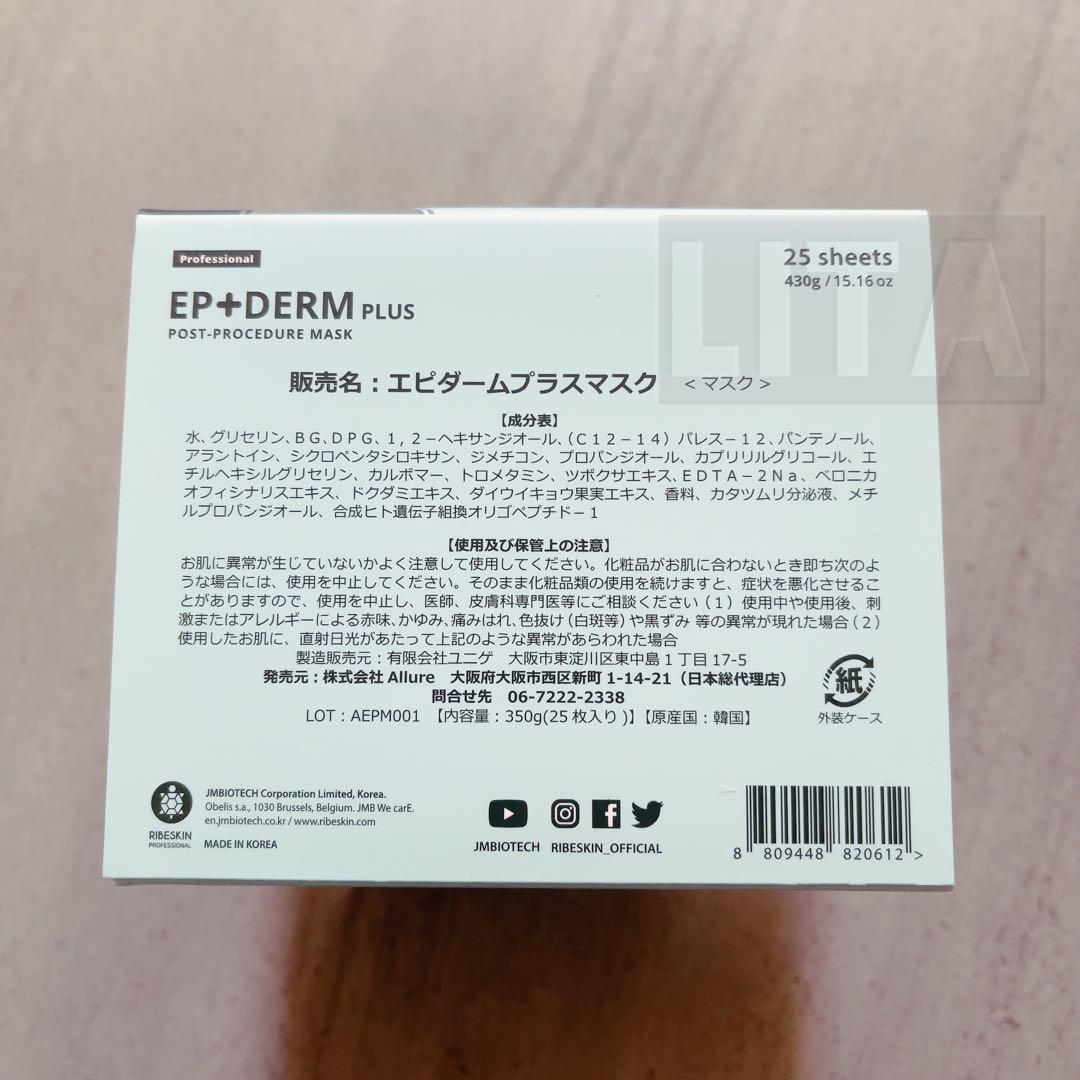 Professional
EP+DERM PLUS
POST-PROCEDURE MASK
25 sheets
430g / 15.16 oz
LITA
販売名：エピダームプラスマスク ＜マスク＞
【成分表】
水、グリセリン、ＢＧ、ＤＰＧ、１，２－ヘキサンジオール、（Ｃ１２－１４）パレス－１２、パンテノール、
アラントイン、シクロペンタシロキサン、ジメチコン、プロパンジオール、カプリリルグリコール、エ
チルヘキシルグリセリン、カルボマー、トロメタミン、ツボクサエキス、ＥＤＴＡ－２Ｎａ、ベロニカ
オフィシナリスエキス、ドクダミエキス、ダイウイキョウ果実エキス、香料、カタツムリ分泌液、メチ
ルプロパンジオール、合成ヒト遺伝子組換オリゴペプチド－１
【使用及び保管上の注意】
お肌に異常が生じていないかよく注意して使用してください。化粧品がお肌に合わないとき即ち次のよ
うな場合には、使用を中止してください。そのまま化粧品類の使用を続けますと、症状を悪化させるこ
とがありますので、使用を中止し、医師、皮膚科専門医等にご相談ください（１）使用中や使用後、刺
激またはアレルギーによる赤味、かゆみ、痛みはれ、色抜け（白斑等）や黒ずみ 等の異常が現れた場合（２）
使用したお肌に、直射日光があたって上記のような異常があらわれた場合
製造販売元：有限会社ユニゲ 大阪市東淀川区東中島１丁目17-5
発売元：株式会社 Allure 大阪府大阪市西区新町 1-14-21（日本総代理店）
問合せ先 06-7222-2338
LOT：AEPM001 【内容量：350g(25枚入り)】【原産国：韓国】
紙
外装ケース
RIBESKIN
PROFESSIONAL
JMBIOTECH Corporation Limited, Korea.
Obelis s.a., 1030 Brussels, Belgium. JMB We carE.
en.jmbiotech.co.kr / www.ribeskin.com
MADE IN KOREA
JMBIOTECH RIBESKIN_OFFICIAL
8 809448 820612 >